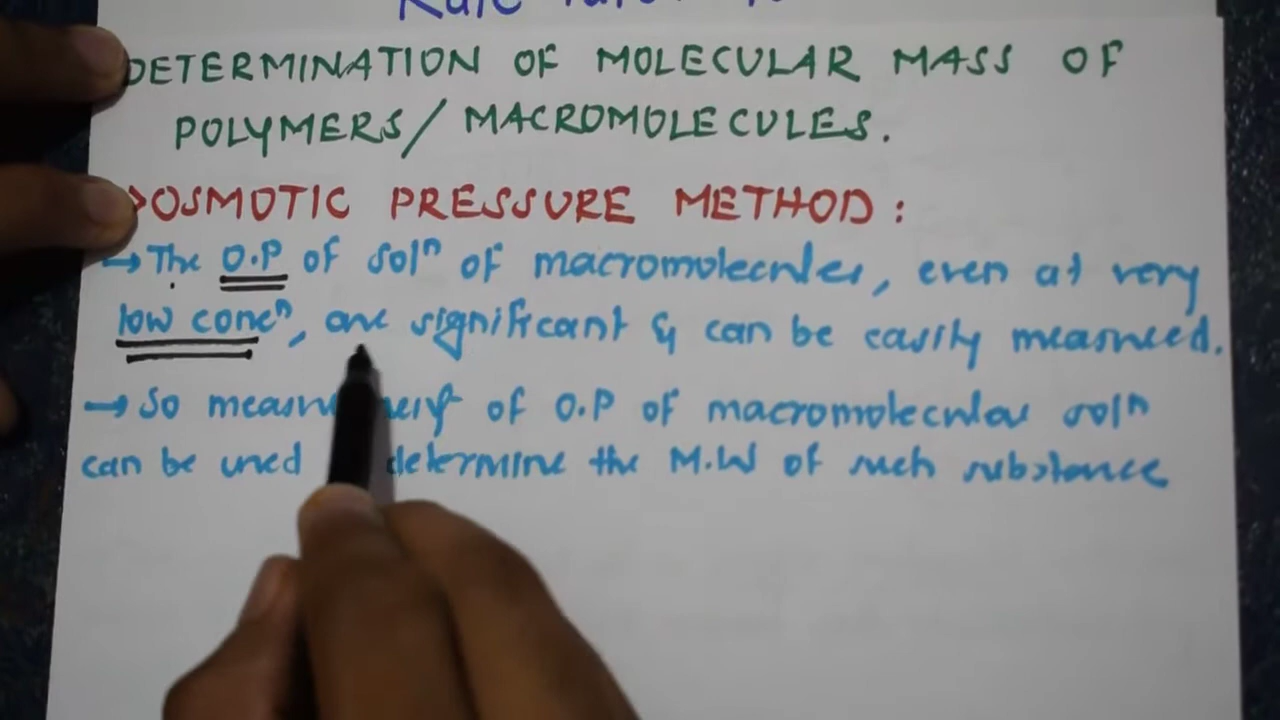 DETERMINATION OF MOLECULAR MASS OF
POLYMERS/MACROMOLECULES.
>OSMOTIC PRESSURE METHOD:
→ The O.P of solⁿ of macromolecules, even at very
low concⁿ, are significant & can be easily measured.
→ So measurement of O.P of macromolecular solⁿ
can be used determine the M.W of such substance